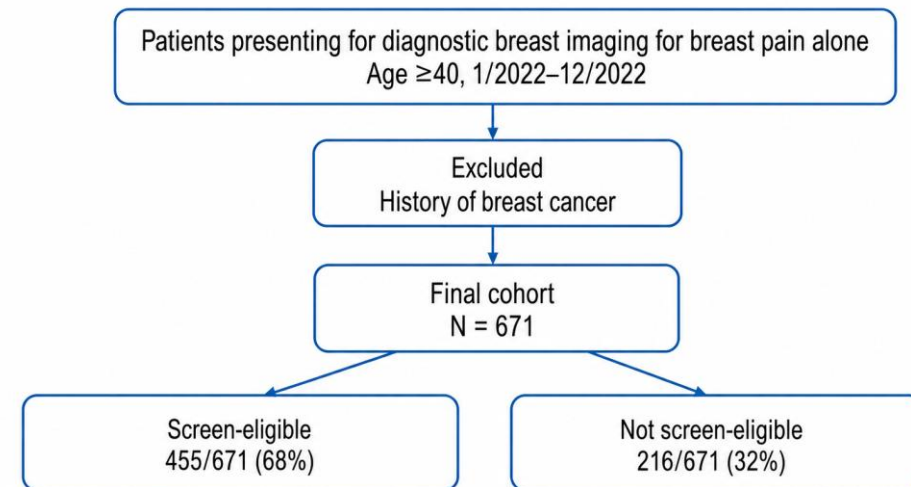 Patients presenting for diagnostic breast imaging for breast pain alone
Age ≥40, 1/2022–12/2022
Excluded
History of breast cancer
Final cohort
N = 671
Screen-eligible
455/671 (68%)
Not screen-eligible
216/671 (32%)